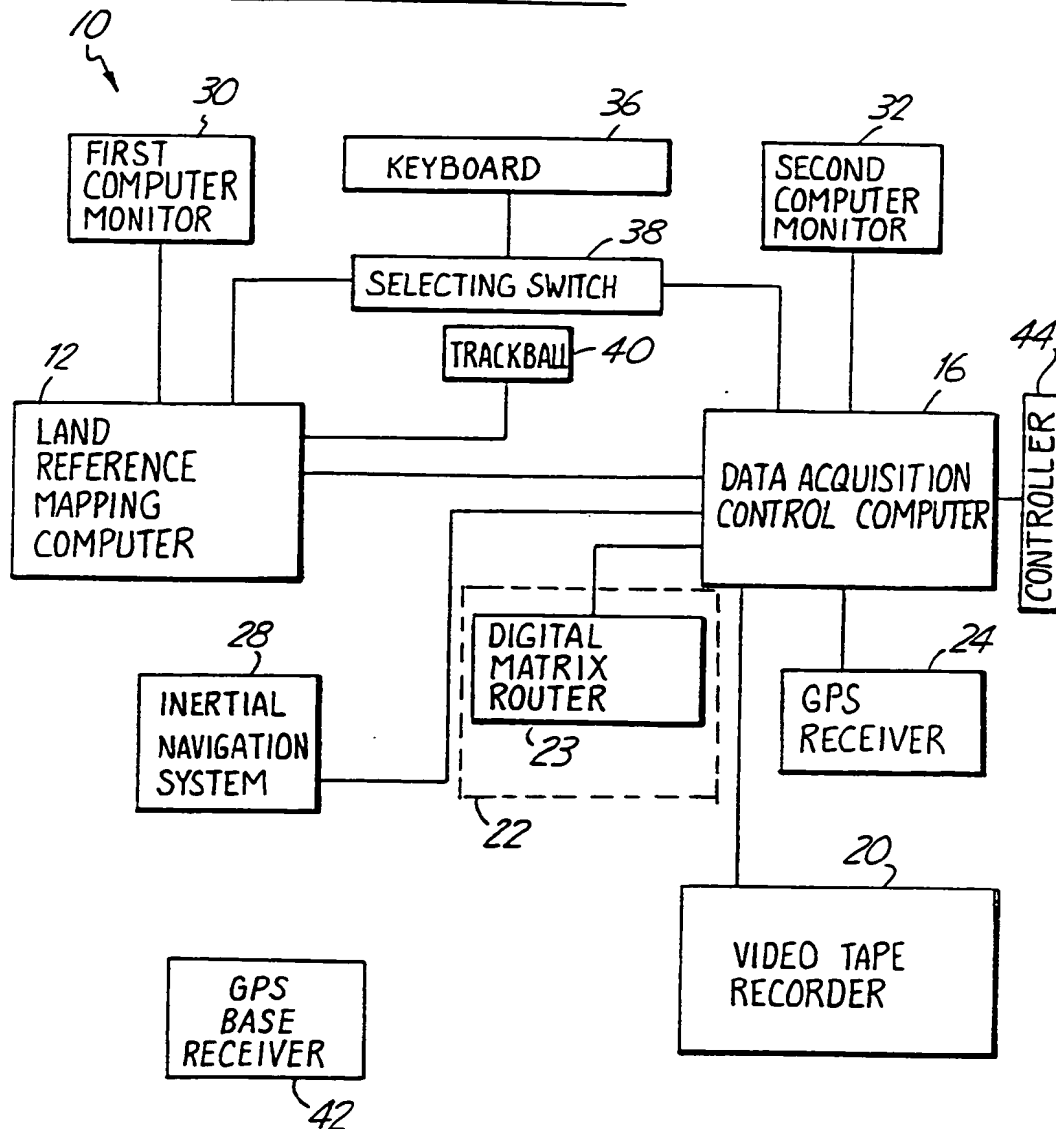 10
30
FIRST
COMPUTER
MONITOR
36
KEYBOARD
32
SECOND
COMPUTER
MONITOR
38
SELECTING SWITCH
TRACKBALL
40
12
LAND
REFERENCE
MAPPING
COMPUTER
16
DATA ACQUISITION
CONTROL COMPUTER
44
CONTROLLER
28
INERTIAL
NAVIGATION
SYSTEM
DIGITAL
MATRIX
ROUTER
23
22
24
GPS
RECEIVER
20
VIDEO TAPE
RECORDER
GPS
BASE
RECEIVER
42